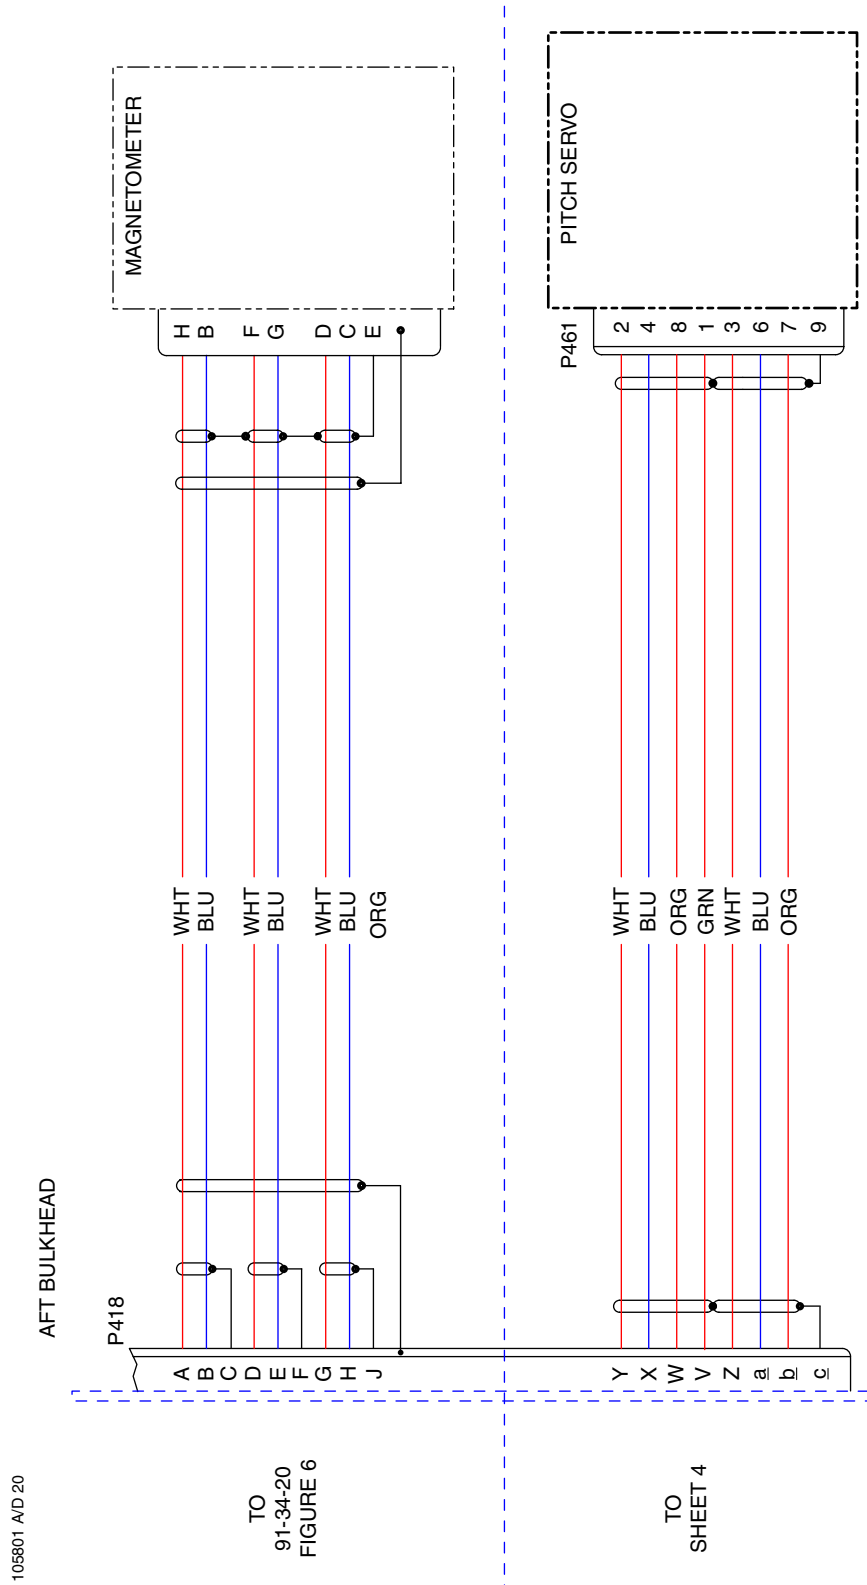 105801 A/D 20
AFT BULKHEAD
TO
91-34-20
FIGURE 6
P418
A
B
C
D
E
F
G
H
J
WHT
BLU
WHT
BLU
WHT
BLU
ORG
H
B
F
G
D
C
E
MAGNETOMETER
TO
SHEET 4
Y
X
W
V
Z
a
b
c
WHT
BLU
ORG
GRN
WHT
BLU
ORG
P461
2
4
8
1
3
6
7
9
PITCH SERVO